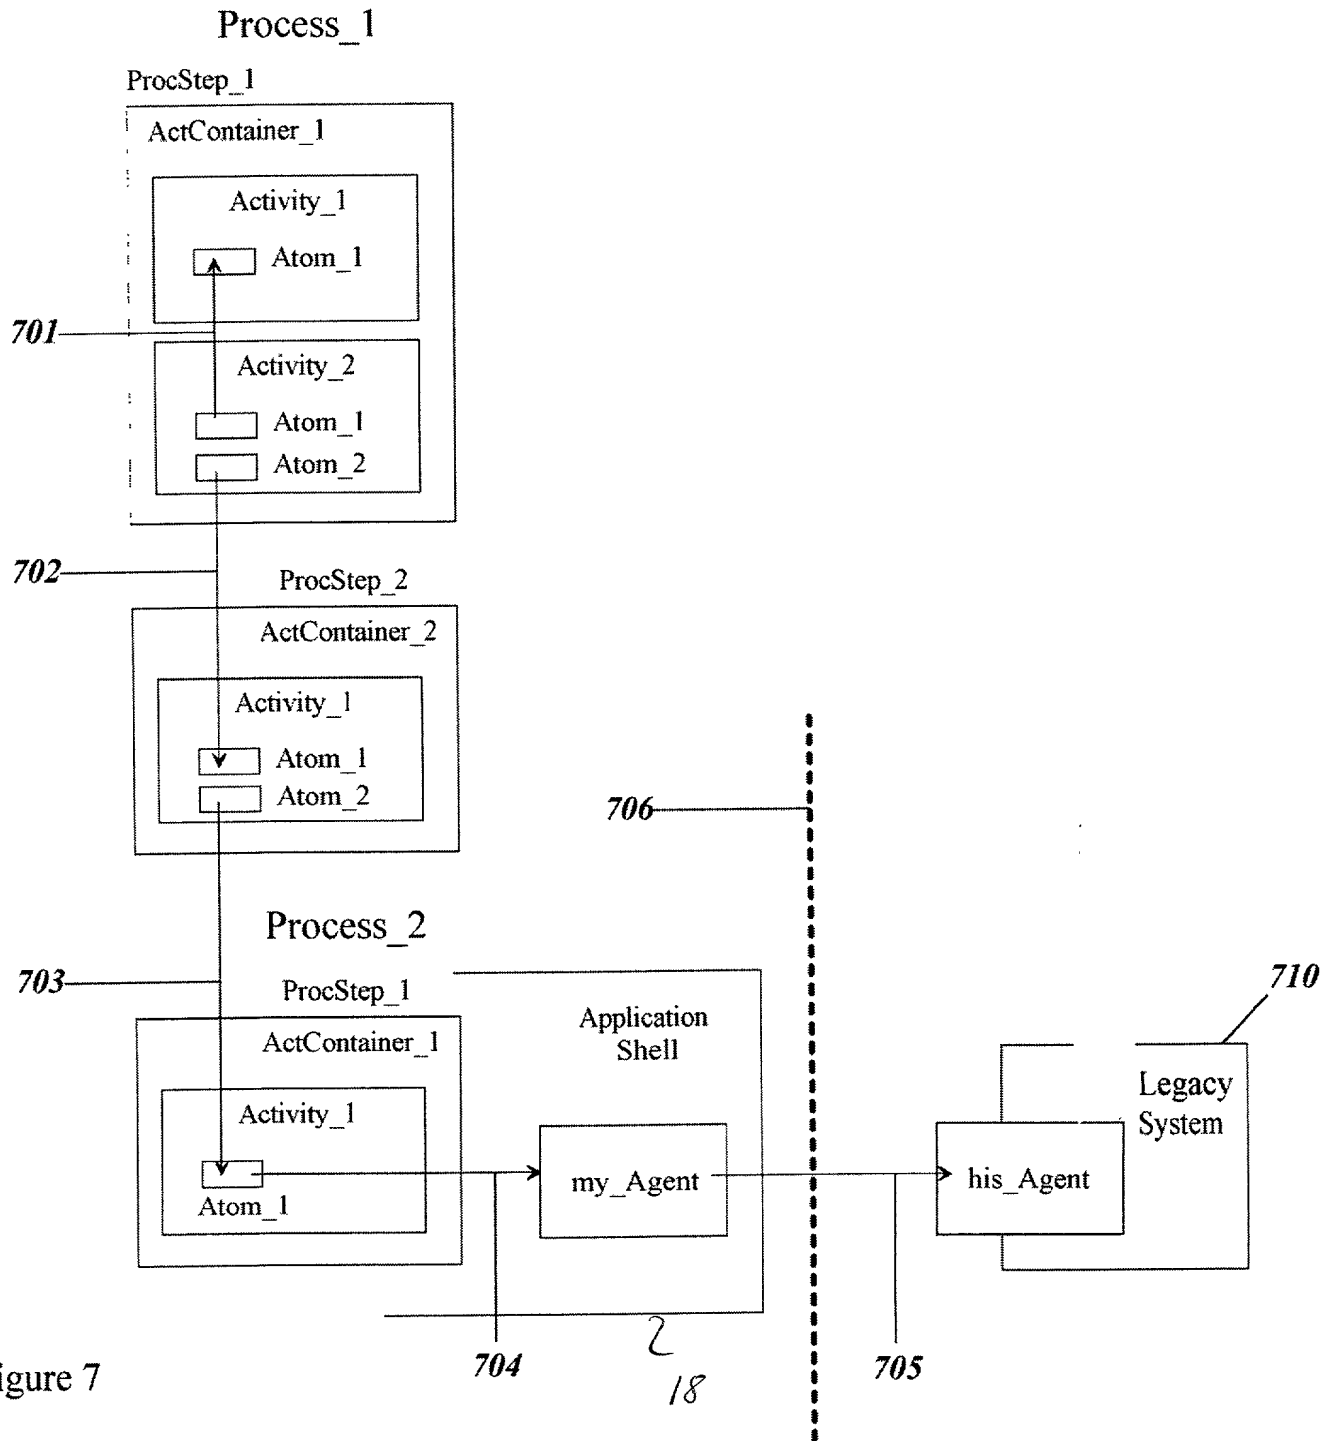 Process_1
ProcStep_1
ActContainer_1
Activity_1
Atom_1
701
Activity_2
Atom_1
Atom_2
702
ProcStep_2
ActContainer_2
Activity_1
Atom_1
Atom_2
706
Process_2
703
ProcStep_1
710
ActContainer_1
Application
Shell
Activity_1
Legacy
System
Atom_1
my_Agent
his_Agent
704
705
18
igure 7